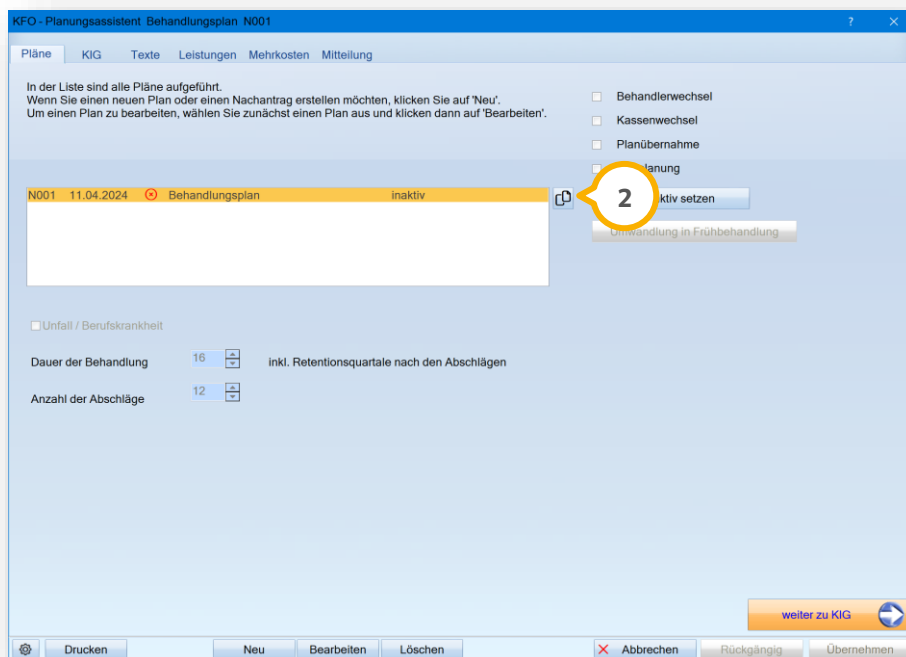 KFO - Planungsassistent Behandlungsplan N001
?
Pläne KIG Texte Leistungen Mehrkosten Mitteilung
In der Liste sind alle Pläne aufgeführt.
Wenn Sie einen neuen Plan oder einen Nachantrag erstellen möchten, klicken Sie auf 'Neu'.
Um einen Plan zu bearbeiten, wählen Sie zunächst einen Plan aus und klicken dann auf 'Bearbeiten'.
Behandlerwechsel
Kassenwechsel
Planübernahme
N001 11.04.2024 Behandlungsplan inaktiv
2
setzen
Umwandlung in Frühbehandlung
Unfall / Berufskrankheit
Dauer der Behandlung 16 inkl. Retentionsquartale nach den Abschlägen
Anzahl der Abschläge 12
weiter zu KIG
Drucken Neu Bearbeiten Löschen Abbrechen Rückgängig Übernehmen